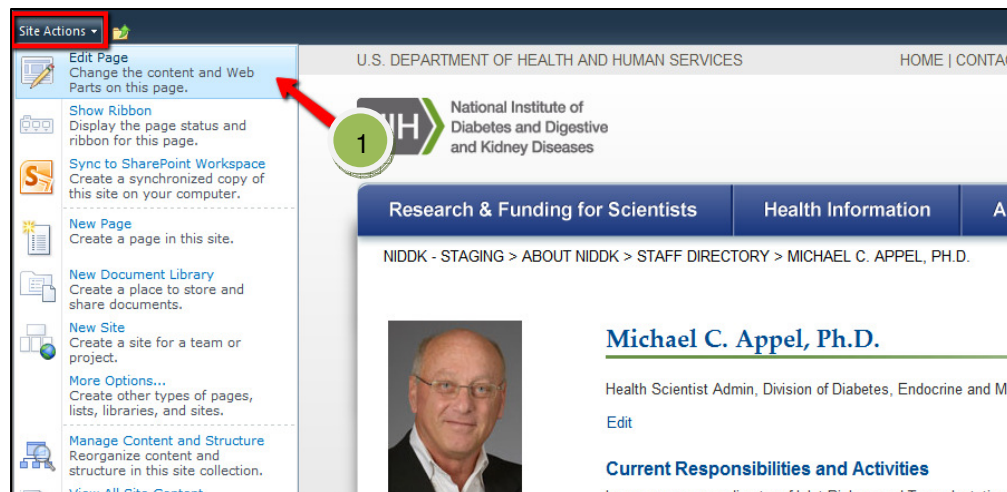 Site Actions
Edit Page
Change the content and Web
Parts on this page.
Show Ribbon
Display the page status and
ribbon for this page.
Sync to SharePoint Workspace
Create a synchronized copy of
this site on your computer.
New Page
Create a page in this site.
New Document Library
Create a place to store and
share documents.
New Site
Create a site for a team or
project.
More Options...
Create other types of pages,
lists, libraries, and sites.
Manage Content and Structure
Reorganize content and
structure in this site collection.
View All Site Content
1
U.S. DEPARTMENT OF HEALTH AND HUMAN SERVICES
HOME |
National Institute of
Diabetes and Digestive
and Kidney Diseases
Research & Funding for Scientists
Health Information
NIDDK - STAGING > ABOUT NIDDK > STAFF DIRECTORY > MICHAEL C. APPEL, PH.D.
Michael C. Appel, Ph.D.
Health Scientist Admin, Division of Diabetes, Endocrine and
Edit
Current Responsibilities and Activities